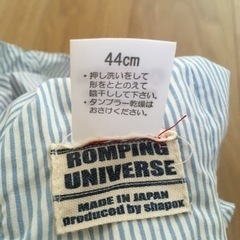 44cm
・押し洗いをして
形をととのえて
陰干しして下さい。
・タンブラー乾燥は
おさけください。
ROMPING
UNIVERSE
MADE IN JAPAN
produced by shapox